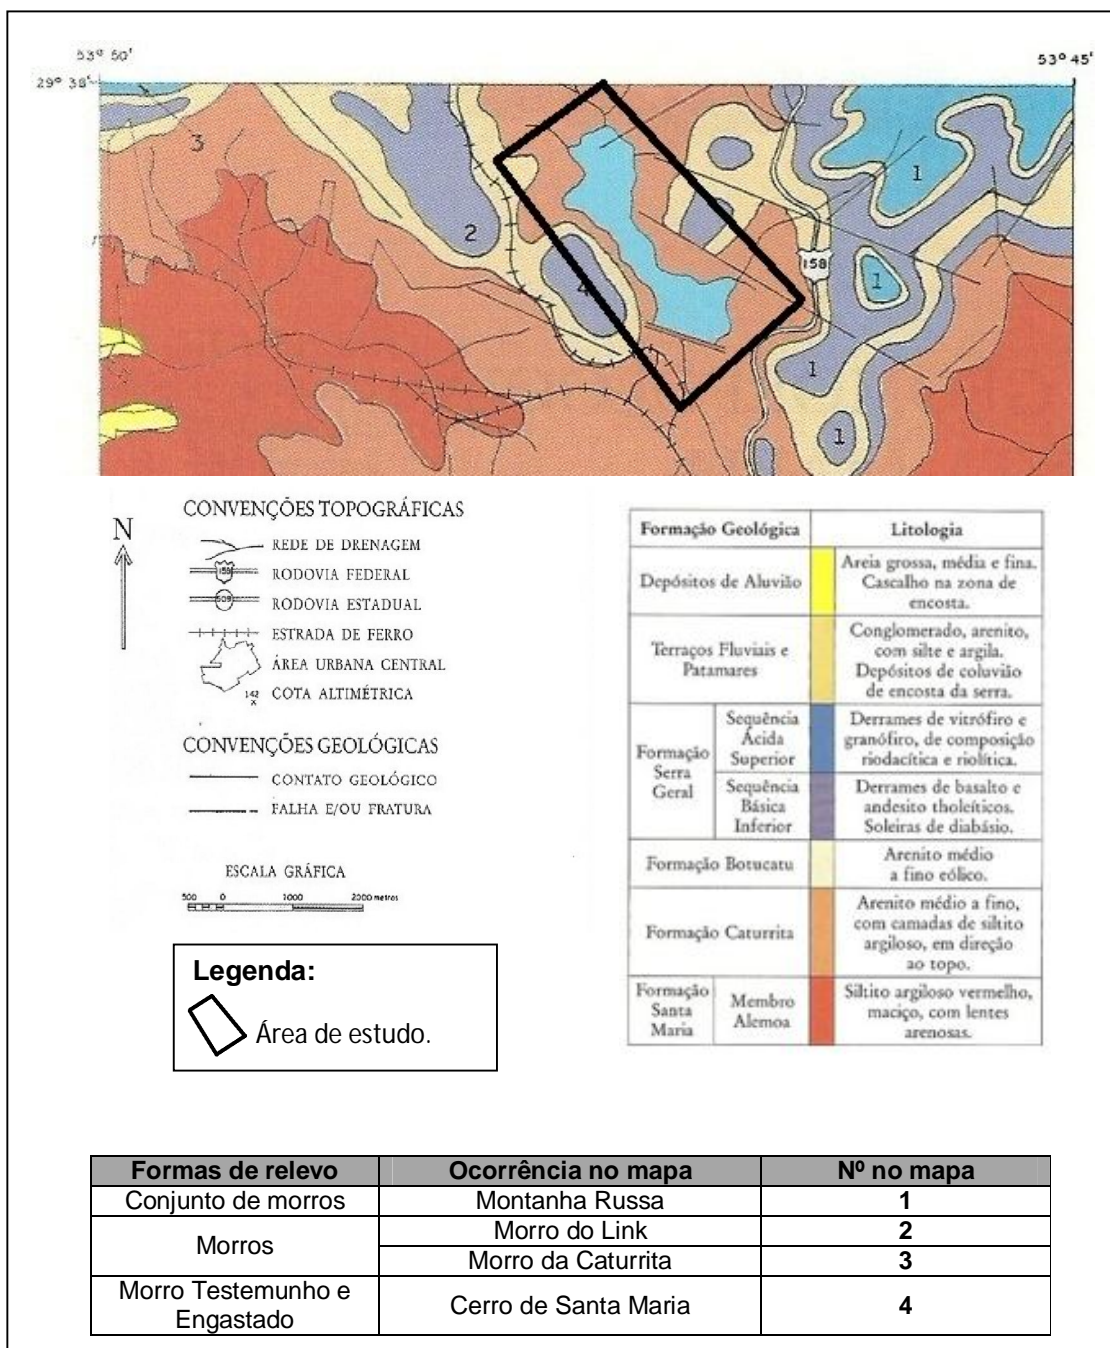 53º 50'
53º 45'
29º 38'
3
2
4
158
1
1
1
1
N
CONVENÇÕES TOPOGRÁFICAS
REDE DE DRENAGEM
158
RODOVIA FEDERAL
509
RODOVIA ESTADUAL
ESTRADA DE FERRO
ÁREA URBANA CENTRAL
142
x
COTA ALTIMÉTRICA
CONVENÇÕES GEOLÓGICAS
CONTATO GEOLÓGICO
FALHA E/OU FRATURA
ESCALA GRÁFICA
500 0 1000 2000 metros
Legenda:
Área de estudo.
Formação Geológica
Litologia
Depósitos de Aluvião
Areia grossa, média e fina.
Cascalho na zona de
encosta.
Terraços Fluviais e
Patamares
Conglomerado, arenito,
com silte e argila.
Depósitos de coluvião
de encosta da serra.
Formação
Serra
Geral
Sequência
Ácida
Superior
Derrames de vitrófiro e
granófiro, de composição
riodacítica e riolítica.
Sequência
Básica
Inferior
Derrames de basalto e
andesito tholeíticos.
Soleiras de diabásio.
Formação Botucatu
Arenito médio
a fino eólico.
Formação Caturrita
Arenito médio a fino,
com camadas de siltito
argiloso, em direção
ao topo.
Formação
Santa
Maria
Membro
Alemoa
Siltito argiloso vermelho,
maciço, com lentes
arenosas.
Formas de relevo
Ocorrência no mapa
Nº no mapa
Conjunto de morros
Montanha Russa
1
Morros
Morro do Link
2
Morro da Caturrita
3
Morro Testemunho e
Engastado
Cerro de Santa Maria
4